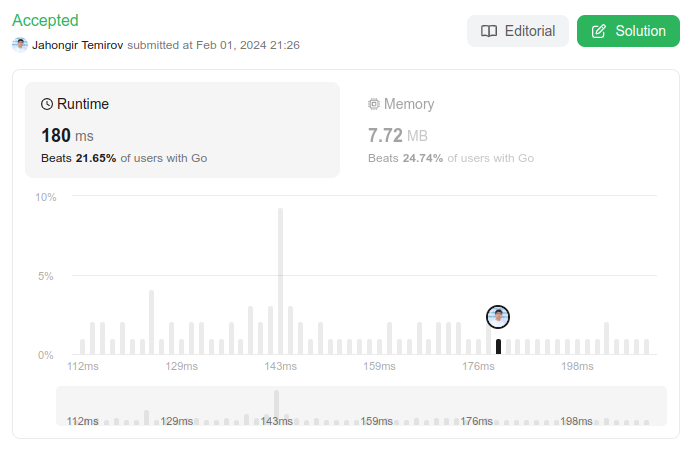 Accepted
Editorial
Solution
Jahongir Temirov submitted at Feb 01, 2024 21:26
Runtime
180 ms
Beats 21.65% of users with Go
Memory
7.72 MB
Beats 24.74% of users with Go
10%
5%
0%
112ms 129ms 143ms 159ms 176ms 198ms
112ms 129ms 143ms 159ms 176ms 198ms